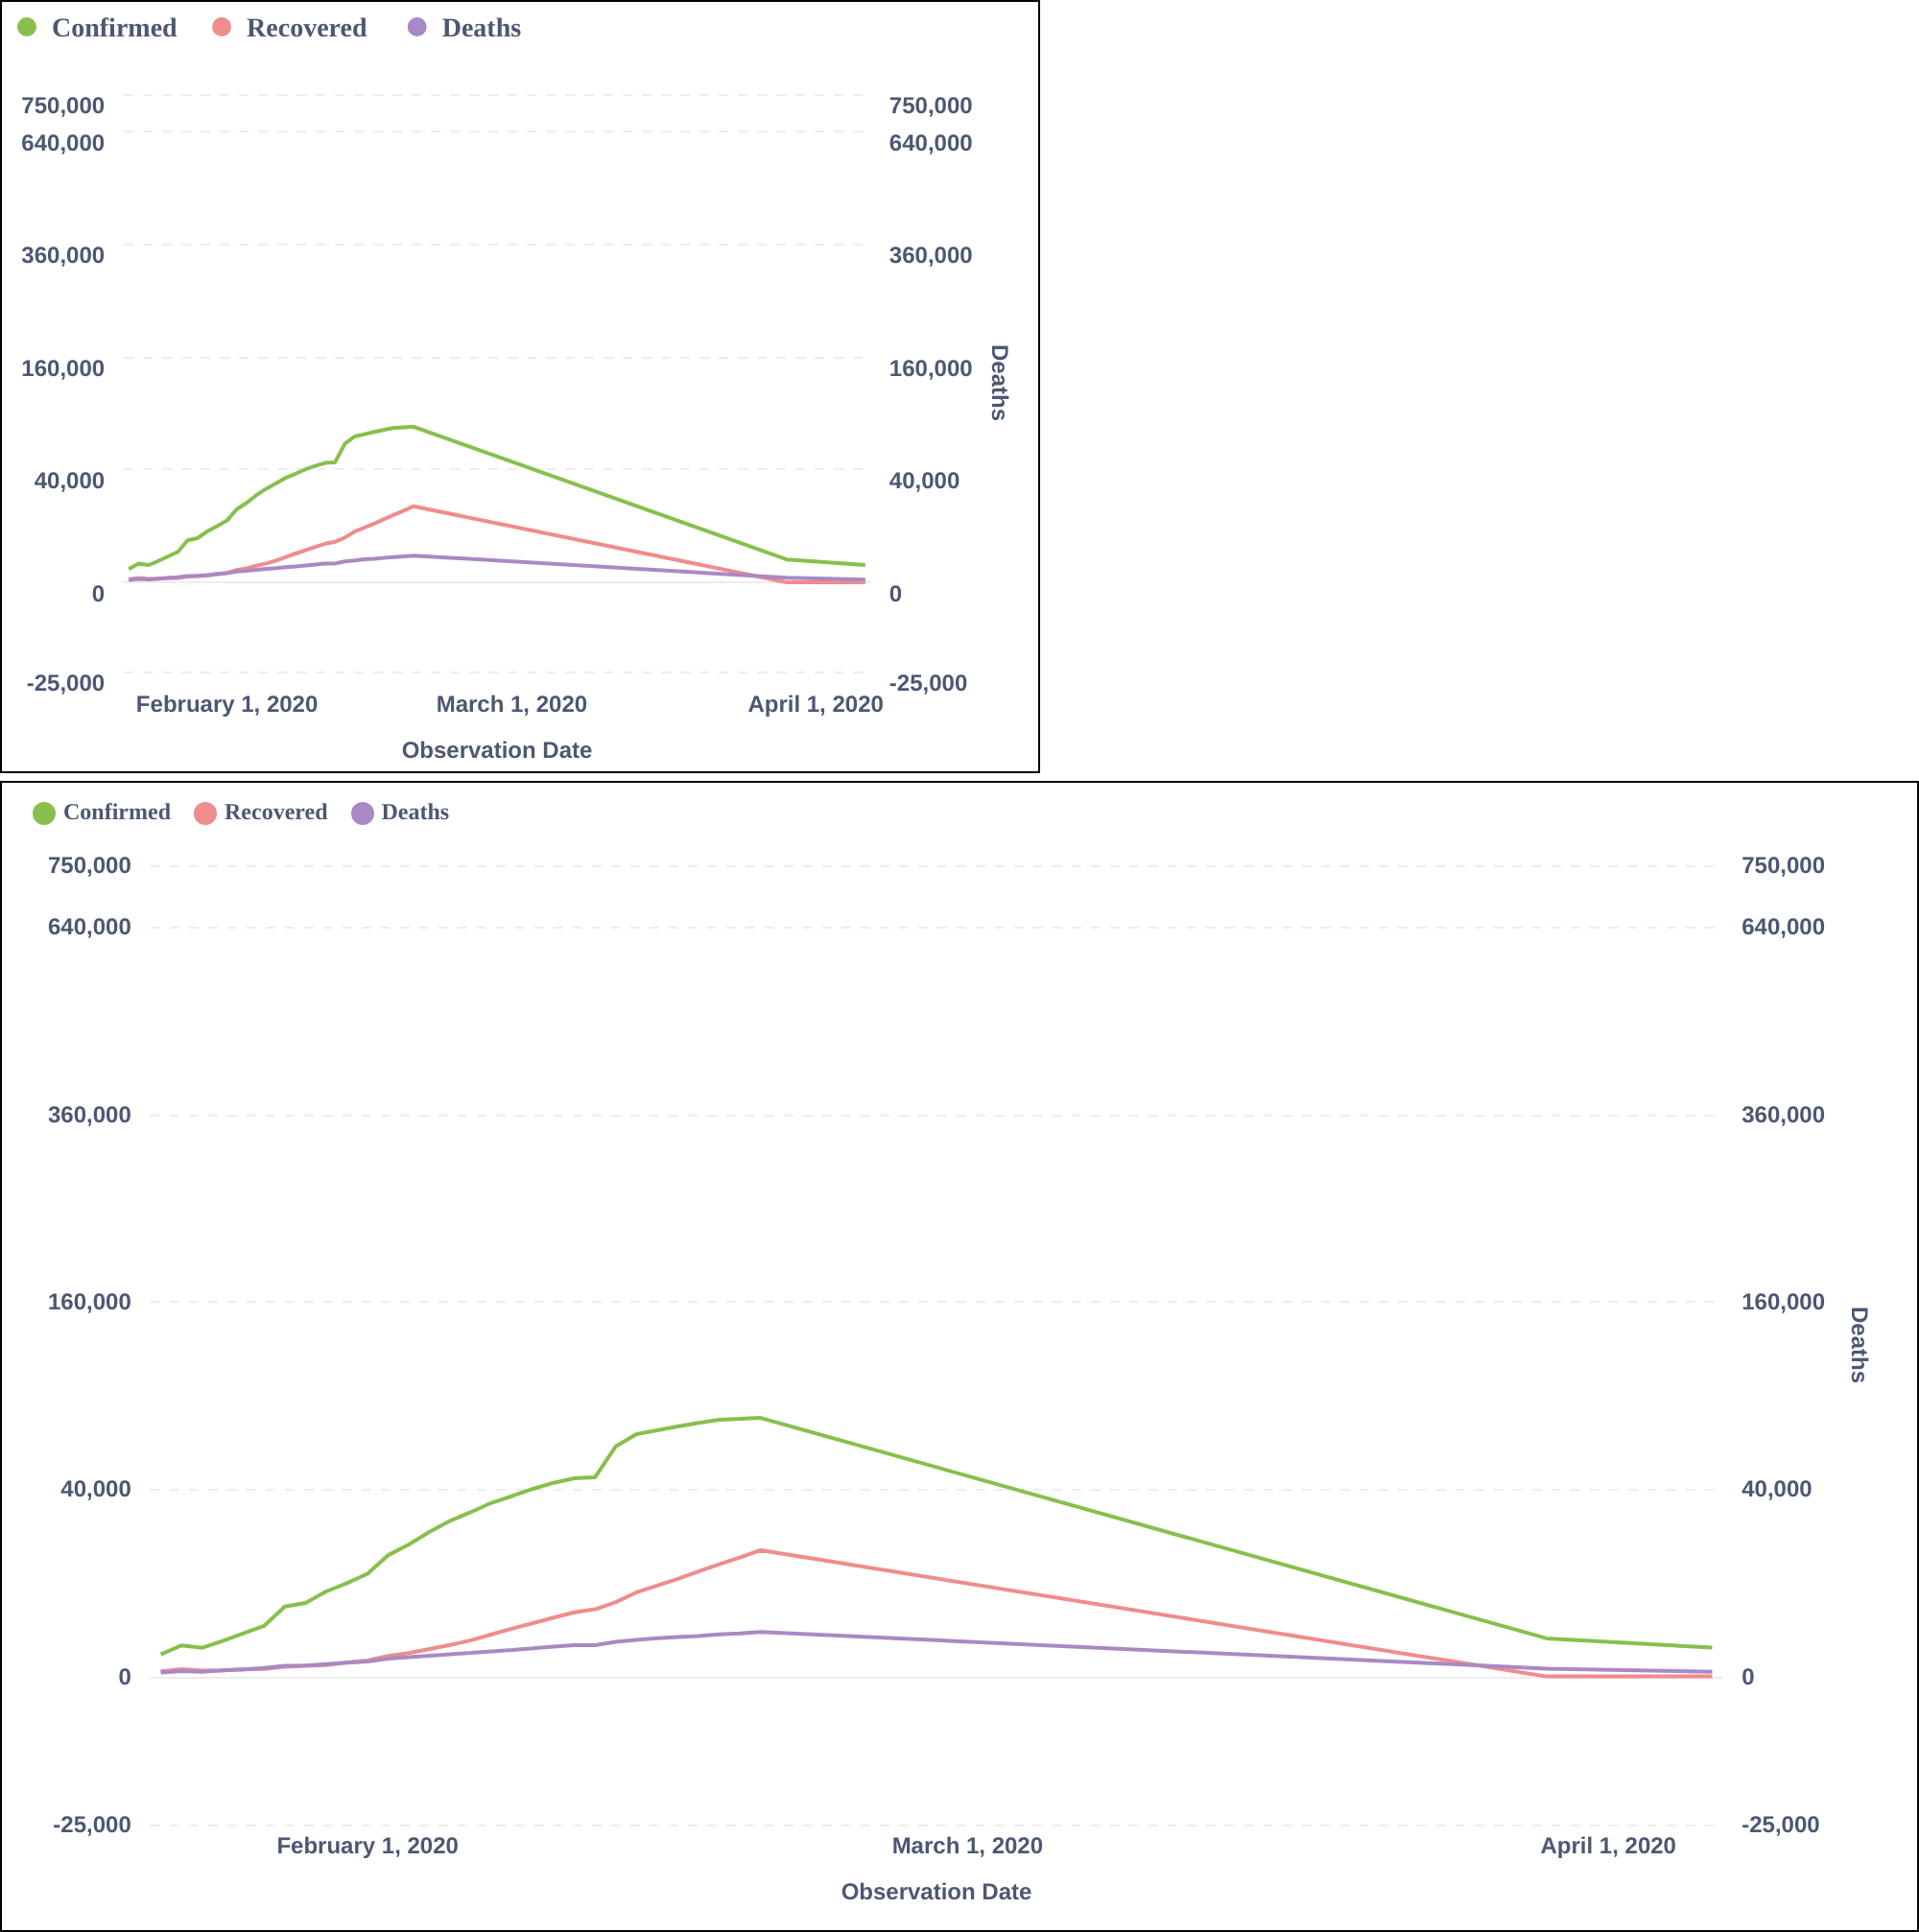 Confirmed Recovered Deaths
750,000 750,000
640,000 640,000
360,000 360,000
160,000 160,000
Deaths
40,000 40,000
0 0
-25,000 -25,000
February 1, 2020 March 1, 2020 April 1, 2020
Observation Date
Confirmed Recovered Deaths
750,000 750,000
640,000 640,000
360,000 360,000
160,000 160,000
Deaths
40,000 40,000
0 0
-25,000 -25,000
February 1, 2020 March 1, 2020 April 1, 2020
Observation Date